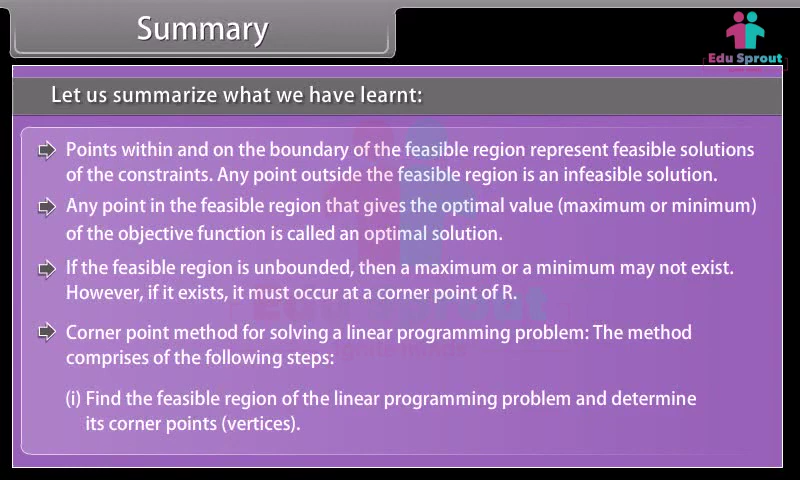 Summary
Edu Sprout
Let us summarize what we have learnt:
Points within and on the boundary of the feasible region represent feasible solutions
of the constraints. Any point outside the feasible region is an infeasible solution.
Any point in the feasible region that gives the optimal value (maximum or minimum)
of the objective function is called an optimal solution.
If the feasible region is unbounded, then a maximum or a minimum may not exist.
However, if it exists, it must occur at a corner point of R.
Edu Sprout
Corner point method for solving a linear programming problem: The method
comprises of the following steps:
(i) Find the feasible region of the linear programming problem and determine
its corner points (vertices).